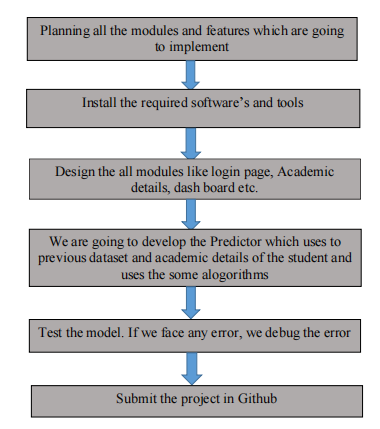 Planning all the modules and features which are going
to implement
Install the required software’s and tools
Design the all modules like login page, Academic
details, dash board etc.
We are going to develop the Predictor which uses to
previous dataset and academic details of the student and
uses the some alogorithms
Test the model. If we face any error, we debug the error
Submit the project in Github